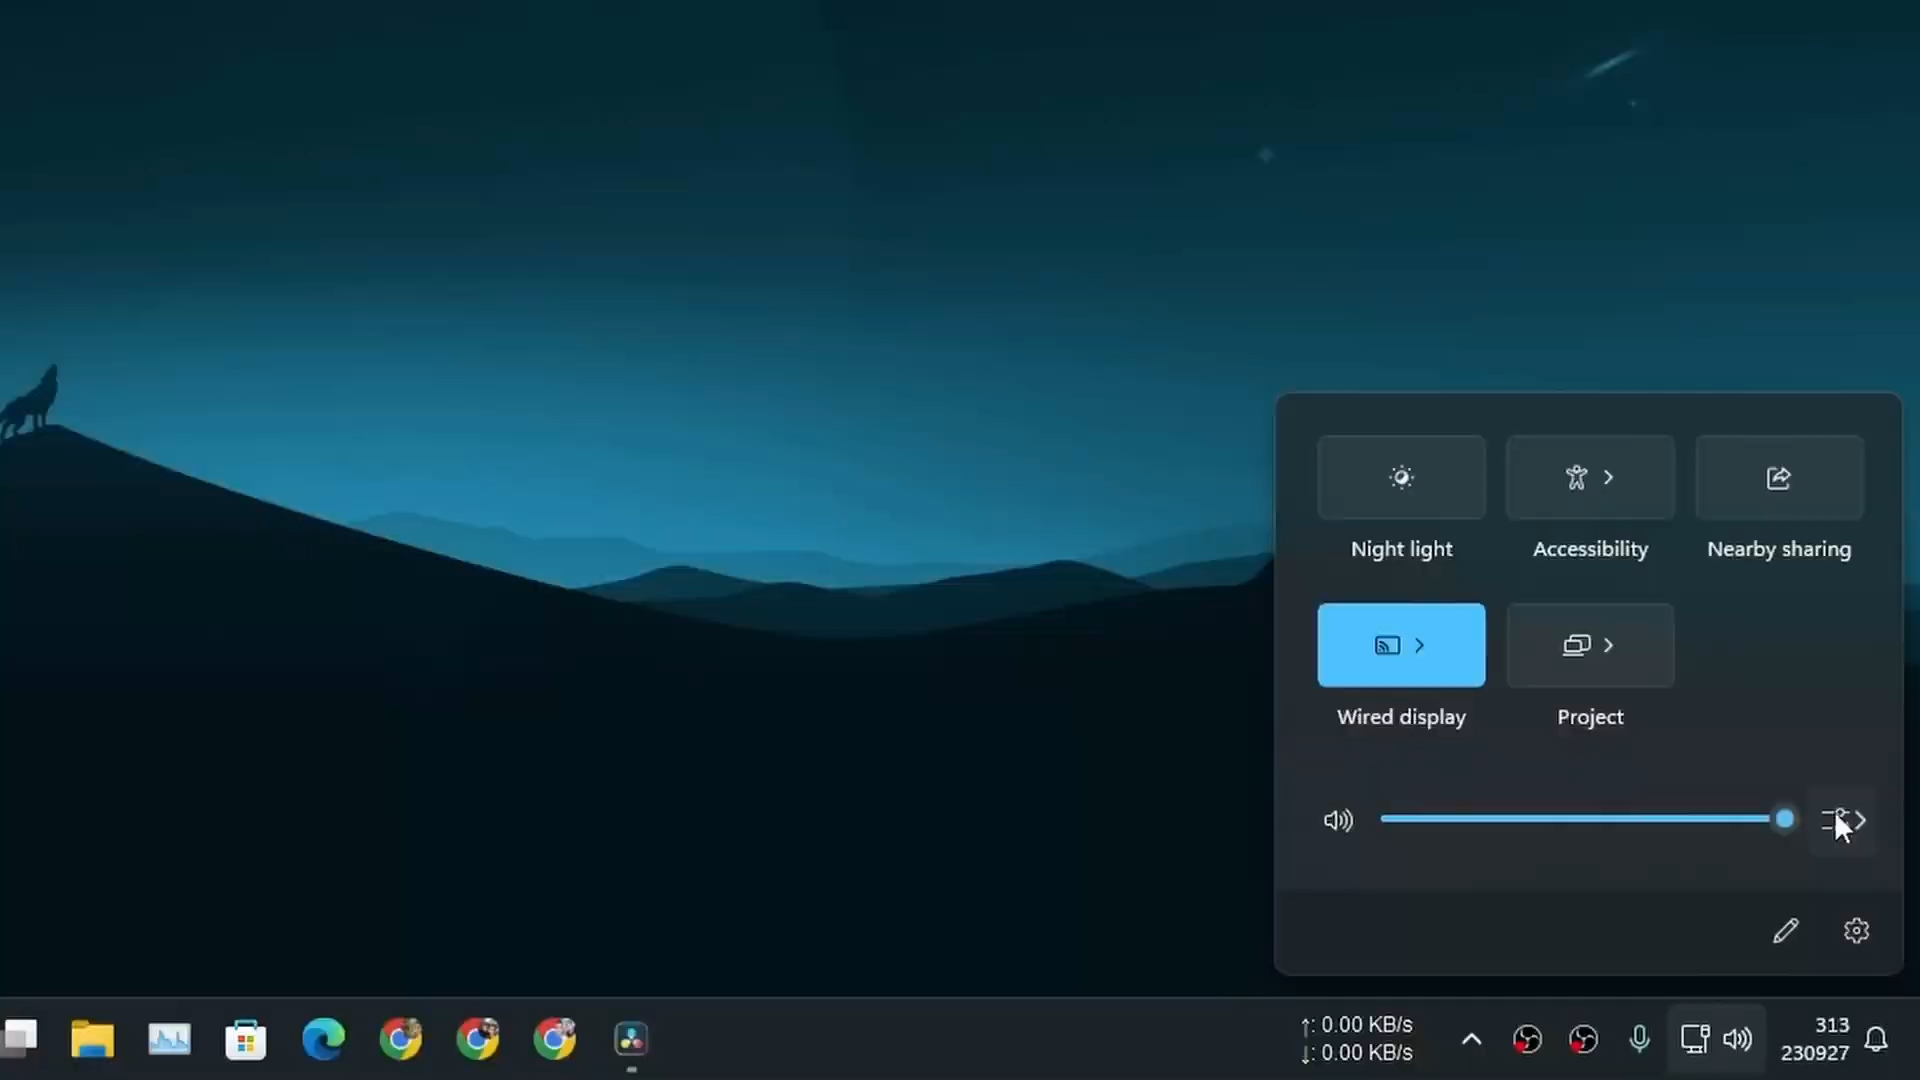 Night light
Accessibility
Nearby sharing
Wired display
Project
↑: 0.00 KB/s
↓: 0.00 KB/s
313
230927